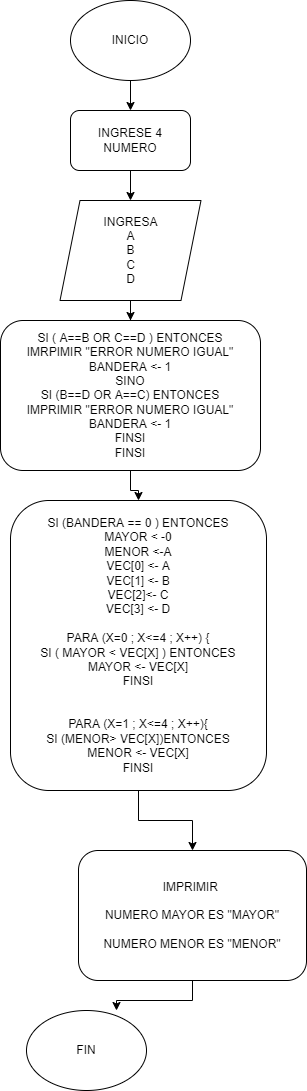 INICIO
INGRESE 4
NUMERO
INGRESA
A
B
C
D
SI ( A==B OR C==D ) ENTONCES
IMRPIMIR "ERROR NUMERO IGUAL"
BANDERA <- 1
SINO
SI (B==D OR A==C) ENTONCES
IMPRIMIR "ERROR NUMERO IGUAL"
BANDERA <- 1
FINSI
FINSI
SI (BANDERA == 0 ) ENTONCES
MAYOR < -0
MENOR <-A
VEC[0] <- A
VEC[1] <- B
VEC[2]<- C
VEC[3] <- D
PARA (X=0 ; X<=4 ; X++) {
SI ( MAYOR < VEC[X] ) ENTONCES
MAYOR <- VEC[X]
FINSI
PARA (X=1 ; X<=4 ; X++){
SI (MENOR> VEC[X])ENTONCES
MENOR <- VEC[X]
FINSI
IMPRIMIR
NUMERO MAYOR ES "MAYOR"
NUMERO MENOR ES "MENOR"
FIN